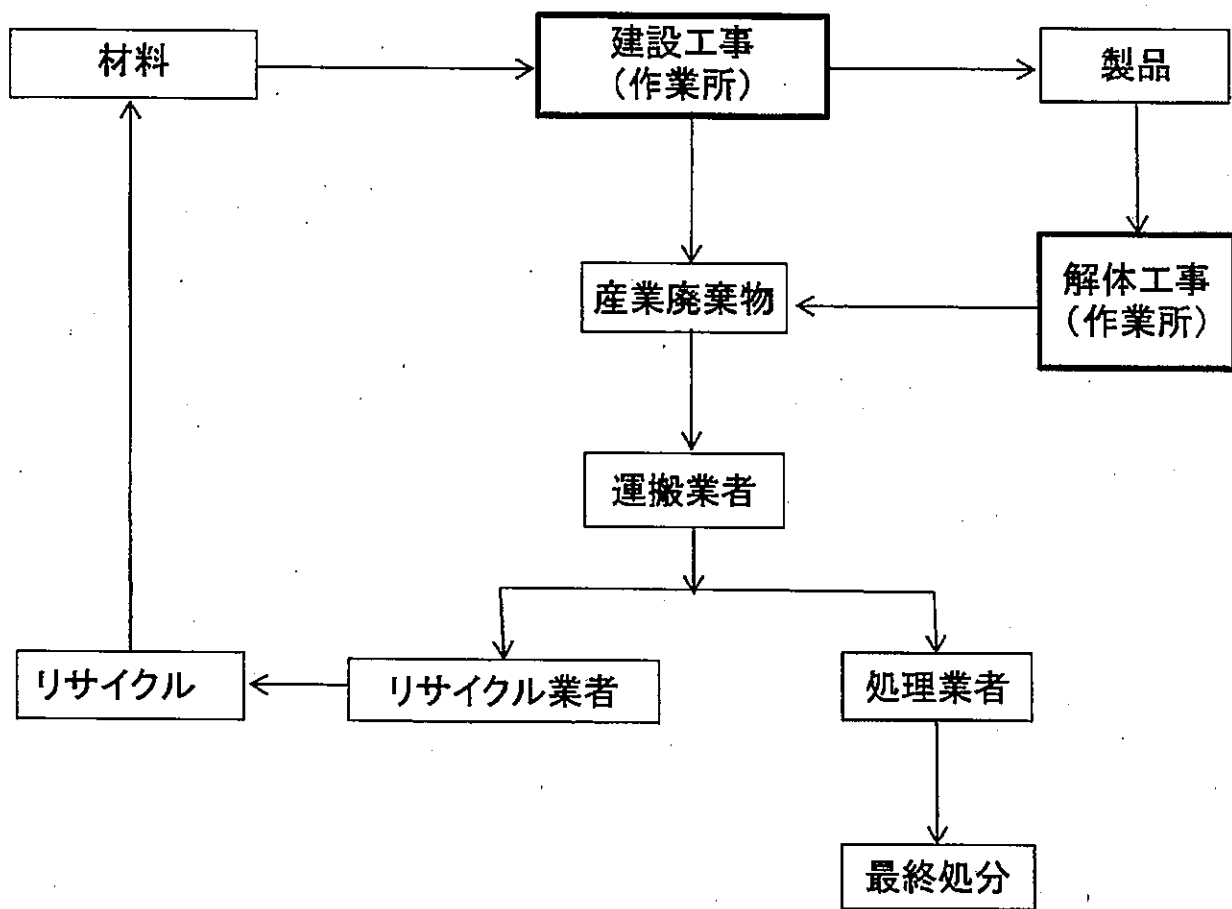 材料
建設工事
(作業所)
製品
産業廃棄物
解体工事
(作業所)
運搬業者
リサイクル
リサイクル業者
処理業者
最終処分